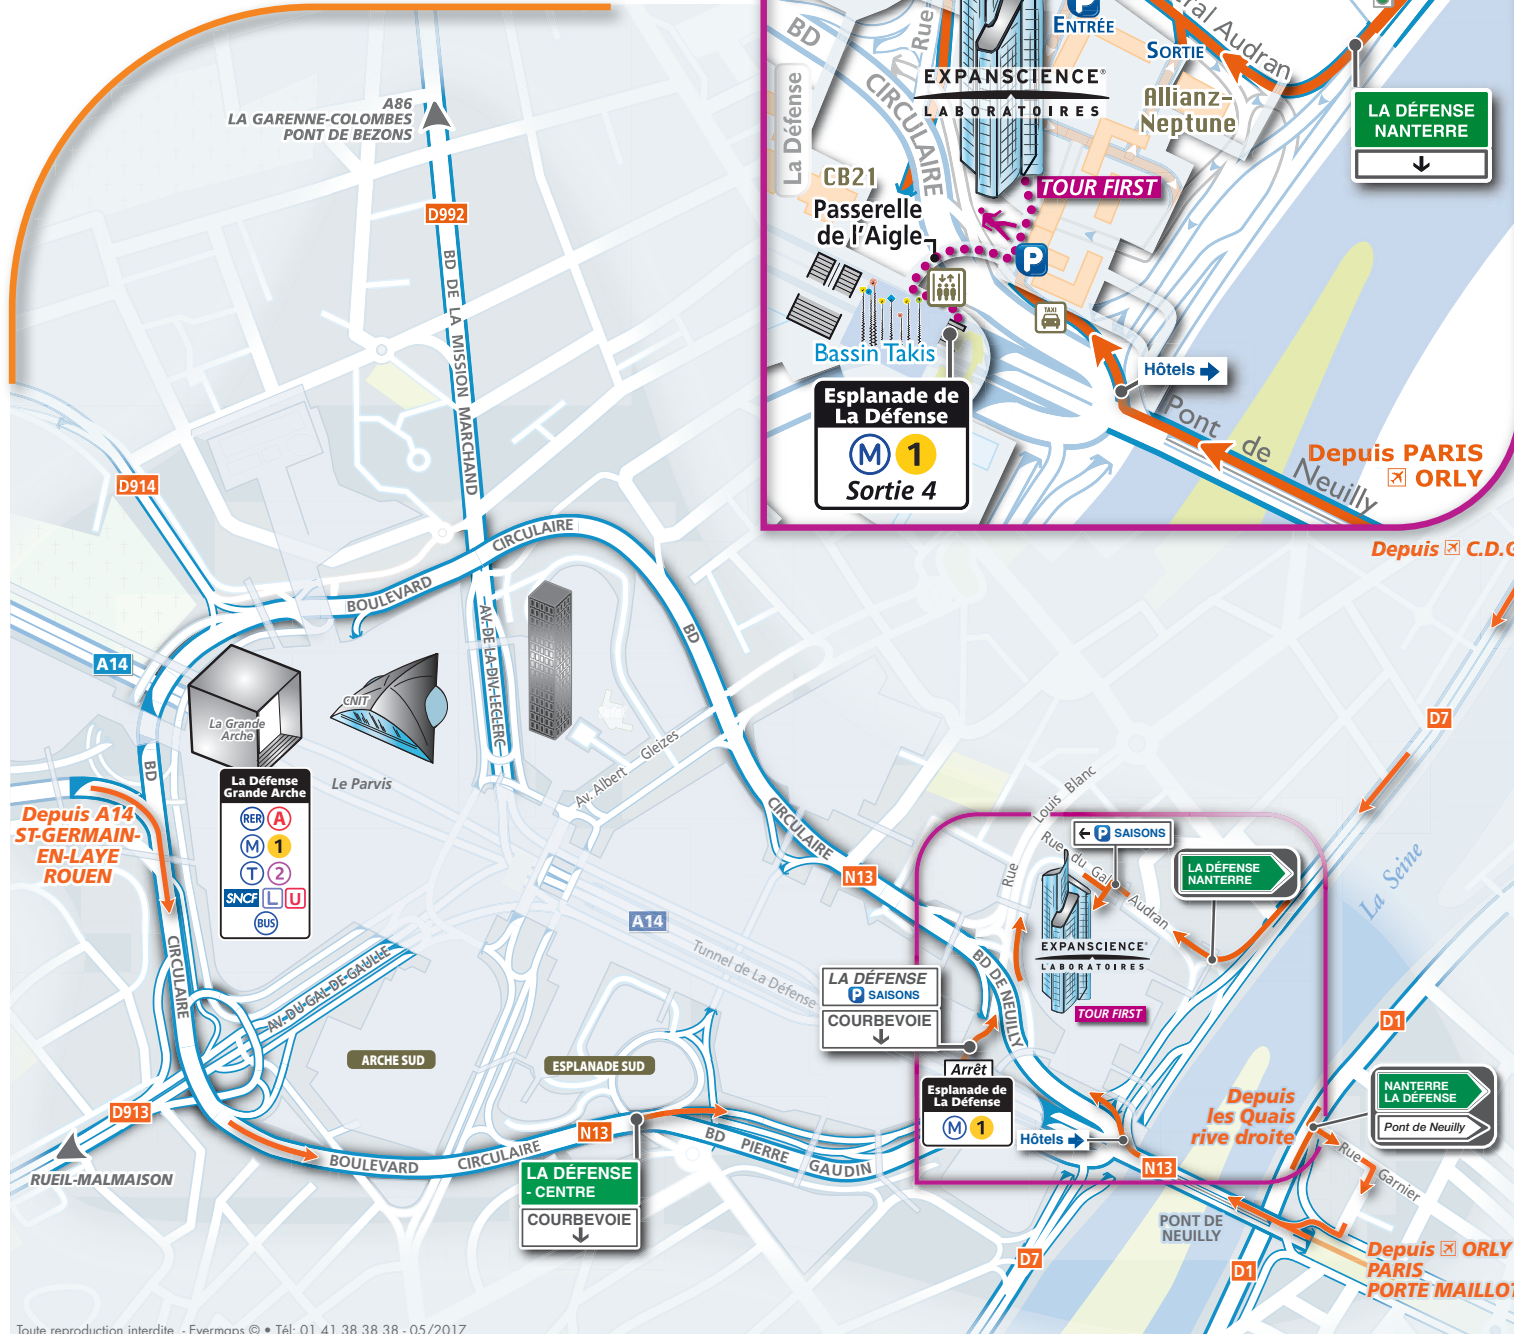 A86
LA GARENNE-COLOMBES
PONT DE BEZONS
D992
BD DE LA MISSION MARCHAND
D914
BOULEVARD
CIRCULAIRE
BD
CIRCULAIRE
N13
AV. DE LA DIV. LECLERC
A14
La Grande
Arche
CNIT
Le Parvis
BD
La Défense
Grande Arche
RER A
M 1
T 2
SNCF L U
BUS
Depuis A14
ST-GERMAIN-
EN-LAYE
ROUEN
CIRCULAIRE
Av. Albert Gleizes
A14
Tunnel de La Défense
AV. DU GAL DE GAULLE
ARCHE SUD
ESPLANADE SUD
D913
RUEIL-MALMAISON
BOULEVARD
CIRCULAIRE
N13
BD PIERRE GAUDIN
LA DÉFENSE
- CENTRE
COURBEVOIE
LA DÉFENSE
P SAISONS
COURBEVOIE
Arrêt
Esplanade de
La Défense
M 1
Hôtels
BD DE NEUILLY
Rue Louis Blanc
P SAISONS
Rue du Gal Audran
LA DÉFENSE
NANTERRE
EXPANSCIENCE®
LABORATOIRES
TOUR FIRST
D7
La Seine
D1
NANTERRE
LA DÉFENSE
Pont de Neuilly
Depuis
les Quais
rive droite
Rue Garnier
N13
PONT DE
NEUILLY
D7
D1
Depuis ORLY
PARIS
PORTE MAILLOT
Depuis C.D.G
BD
CIRCULAIRE
La Défense
Rue
P
ENTRÉE
SORTIE
Audran
EXPANSCIENCE®
LABORATOIRES
Allianz-
Neptune
LA DÉFENSE
NANTERRE
CB21
TOUR FIRST
Passerelle
de l'Aigle
P
TAXI
Bassin Takis
Hôtels
Esplanade de
La Défense
M 1
Sortie 4
Pont de Neuilly
Depuis PARIS
ORLY
Toute reproduction interdite - Evermaps © • Tél: 01 41 38 38 38 - 05/2017